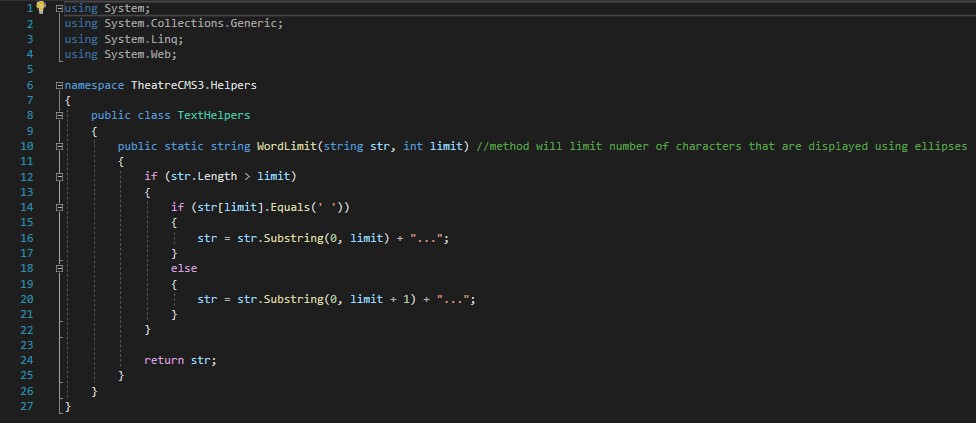 1 using System;
2 using System.Collections.Generic;
3 using System.Linq;
4 using System.Web;
5
6 namespace TheatreCMS3.Helpers
7 {
8     public class TextHelpers
9     {
10         public static string WordLimit(string str, int limit) //method will limit number of characters that are displayed using ellipses
11         {
12             if (str.Length > limit)
13             {
14                 if (str[limit].Equals(' '))
15                 {
16                     str = str.Substring(0, limit) + "...";
17                 }
18                 else
19                 {
20                     str = str.Substring(0, limit + 1) + "...";
21                 }
22             }
23
24             return str;
25         }
26     }
27 }